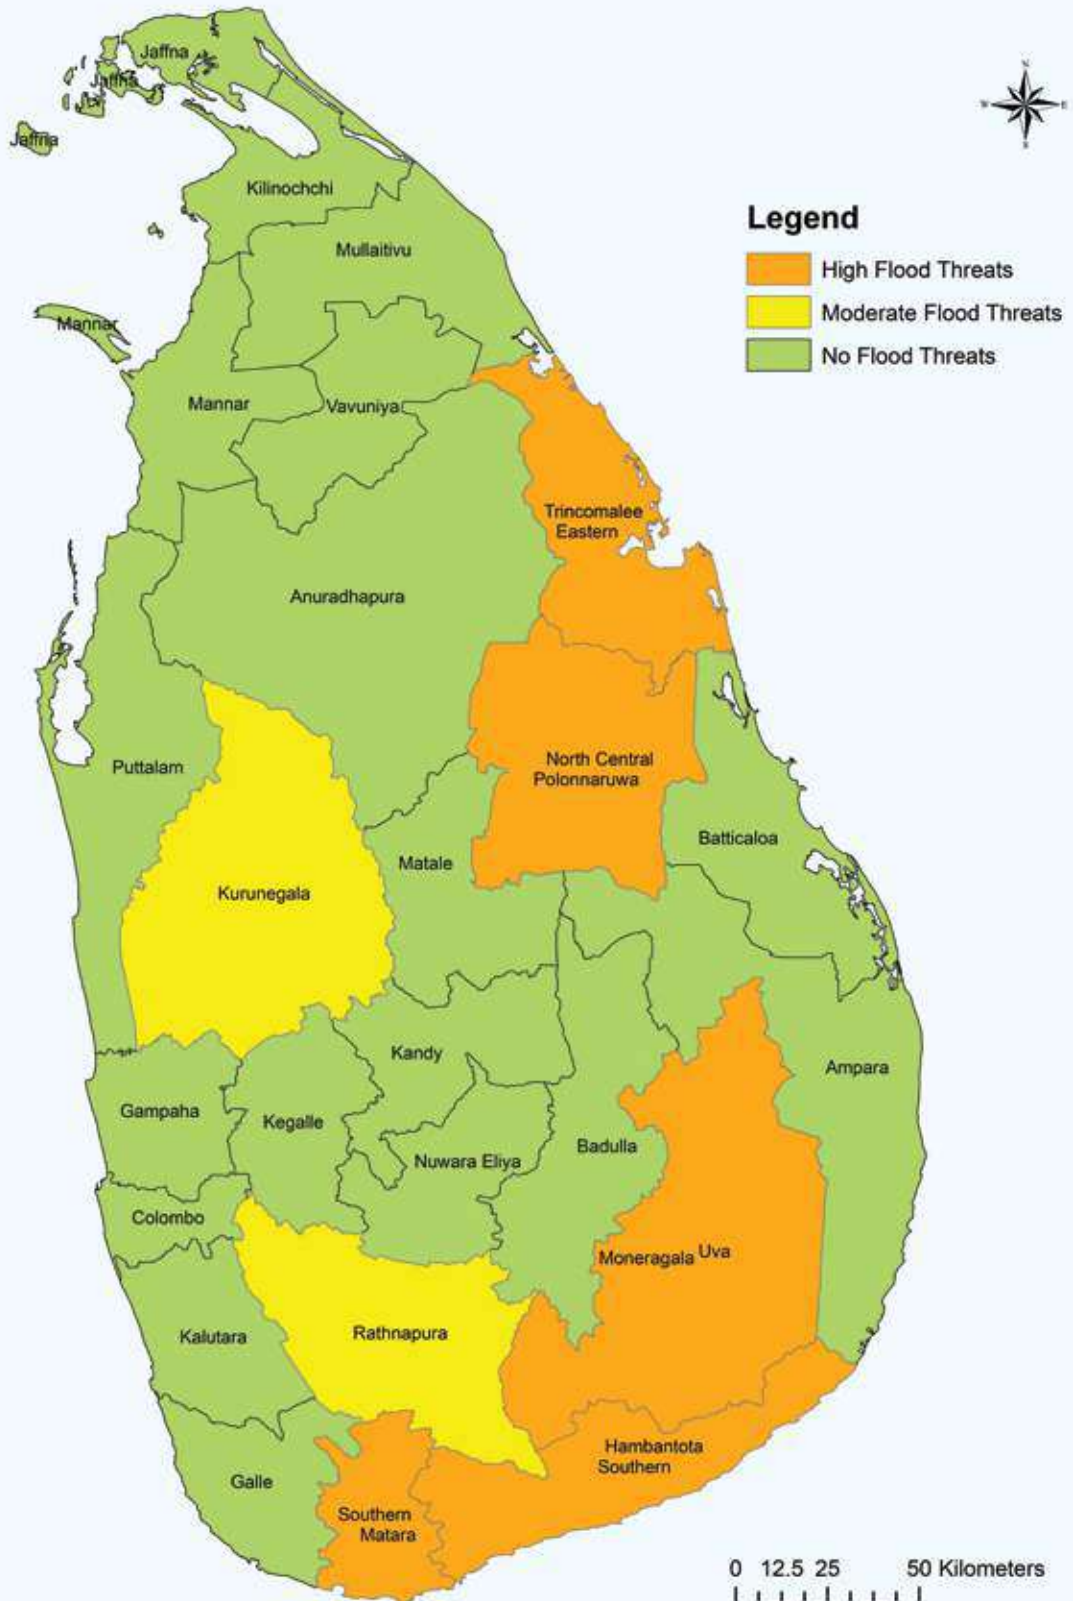 Jaffna
Jaffna
Jaffna
Kilinochchi
Mullaitivu
Mannar
Mannar
Vavuniya
N
W
E
S
Legend
High Flood Threats
Moderate Flood Threats
No Flood Threats
Trincomalee
Eastern
Anuradhapura
Puttalam
North Central
Polonnaruwa
Batticaloa
Matale
Kurunegala
Kandy
Ampara
Gampaha
Kegalle
Badulla
Nuwara Eliya
Colombo
Moneragala Uva
Kalutara
Rathnapura
Hambantota
Southern
Galle
Southern
Matara
0 12.5 25 50 Kilometers